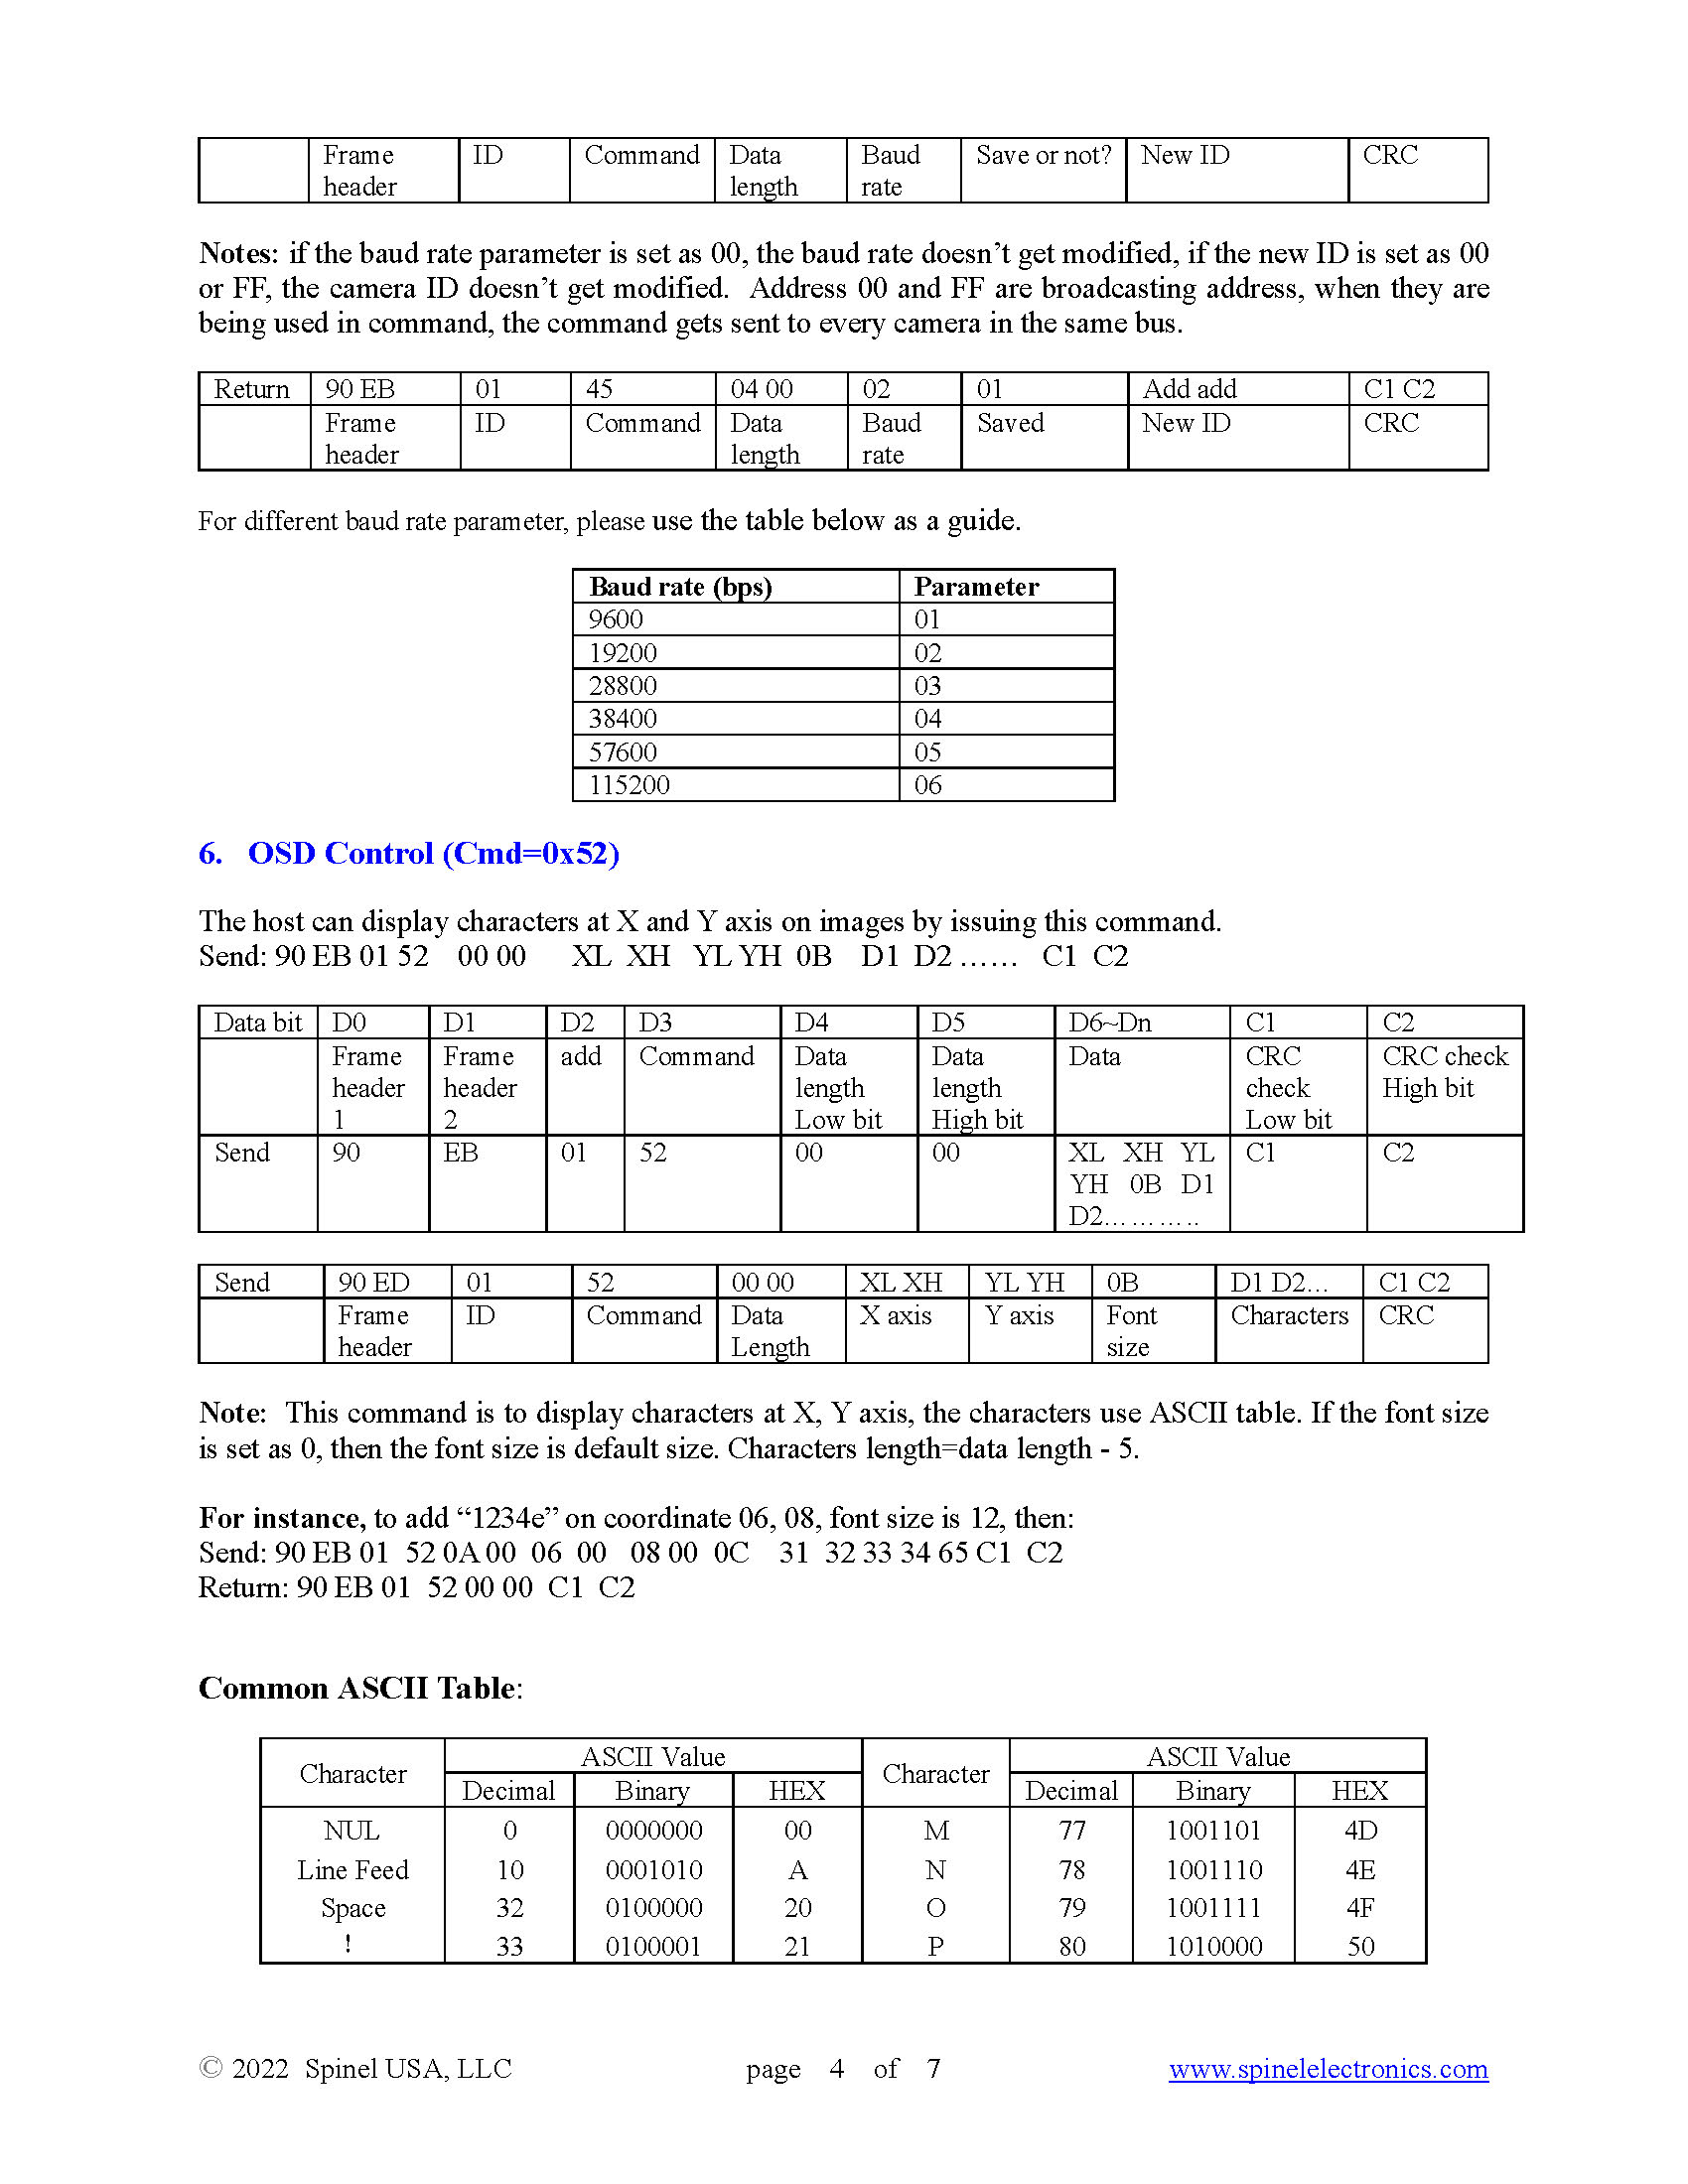 Frame header ID Command Data length Baud rate Save or not? New ID CRC
Notes: if the baud rate parameter is set as 00, the baud rate doesn’t get modified, if the new ID is set as 00
or FF, the camera ID doesn’t get modified. Address 00 and FF are broadcasting address, when they are
being used in command, the command gets sent to every camera in the same bus.
Return 90 EB 01 45 04 00 02 01 Add add C1 C2
Frame header ID Command Data length Baud rate Saved New ID CRC
For different baud rate parameter, please use the table below as a guide.
Baud rate (bps) Parameter
9600 01
19200 02
28800 03
38400 04
57600 05
115200 06
6. OSD Control (Cmd=0x52)
The host can display characters at X and Y axis on images by issuing this command.
Send: 90 EB 01 52 00 00 XL XH YL YH 0B D1 D2 …… C1 C2
Data bit D0 D1 D2 D3 D4 D5 D6~Dn C1 C2
Frame header 1 Frame header 2 add Command Data length Low bit Data length High bit Data CRC check Low bit CRC check High bit
Send 90 EB 01 52 00 00 XL XH YL YH 0B D1 D2……….. C1 C2
Send 90 ED 01 52 00 00 XL XH YL YH 0B D1 D2… C1 C2
Frame header ID Command Data Length X axis Y axis Font size Characters CRC
Note: This command is to display characters at X, Y axis, the characters use ASCII table. If the font size
is set as 0, then the font size is default size. Characters length=data length - 5.
For instance, to add “1234e” on coordinate 06, 08, font size is 12, then:
Send: 90 EB 01 52 0A 00 06 00 08 00 0C 31 32 33 34 65 C1 C2
Return: 90 EB 01 52 00 00 C1 C2
Common ASCII Table:
Character ASCII Value Character ASCII Value
Decimal Binary HEX Decimal Binary HEX
NUL 0 0000000 00 M 77 1001101 4D
Line Feed 10 0001010 A N 78 1001110 4E
Space 32 0100000 20 O 79 1001111 4F
! 33 0100001 21 P 80 1010000 50
© 2022 Spinel USA, LLC page 4 of 7 www.spinelelectronics.com